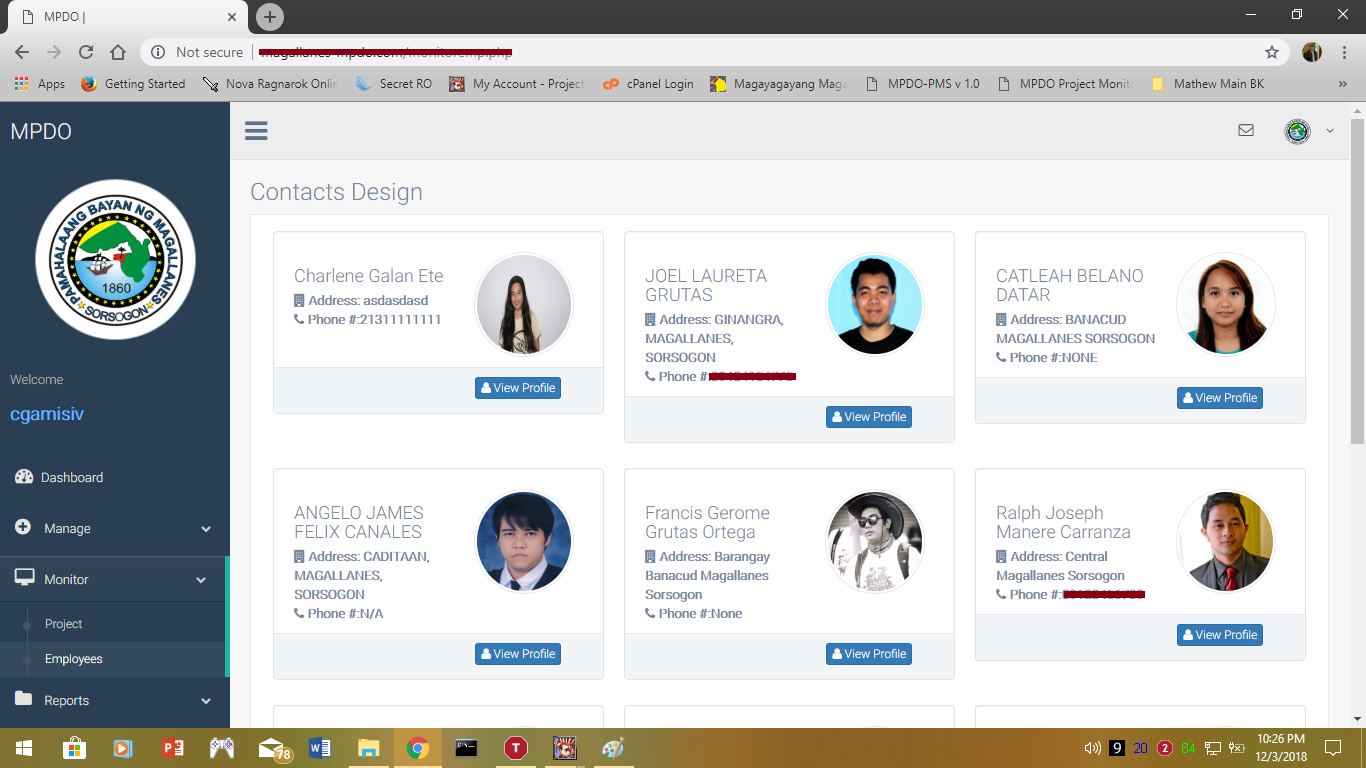 MPDO |
Not secure
Apps
Getting Started
Nova Ragnarok Onlin
Secret RO
My Account - Project
cPanel Login
Magayagayang Maga
MPDO-PMS v 1.0
MPDO Project Monit
Mathew Main BK
»
MPDO
PAMAHALAANG BAYAN NG MAGALLANES
1860
SORSOGON
Welcome
cgamisiv
Dashboard
Manage
Monitor
Project
Employees
Reports
Contacts Design
Charlene Galan Ete
Address: asdasdasd
Phone #:21311111111
View Profile
JOEL LAURETA
GRUTAS
Address: GINANGRA,
MAGALLANES,
SORSOGON
Phone #:
View Profile
CATLEAH BELANO
DATAR
Address: BANACUD
MAGALLANES SORSOGON
Phone #:NONE
View Profile
ANGELO JAMES
FELIX CANALES
Address: CADITAAN,
MAGALLANES,
SORSOGON
Phone #:N/A
View Profile
Francis Gerome
Grutas Ortega
Address: Barangay
Banacud Magallanes
Sorsogon
Phone #:None
View Profile
Ralph Joseph
Manere Carranza
Address: Central
Magallanes Sorsogon
Phone #:
View Profile
78
9
20
2
84
10:26 PM
12/3/2018